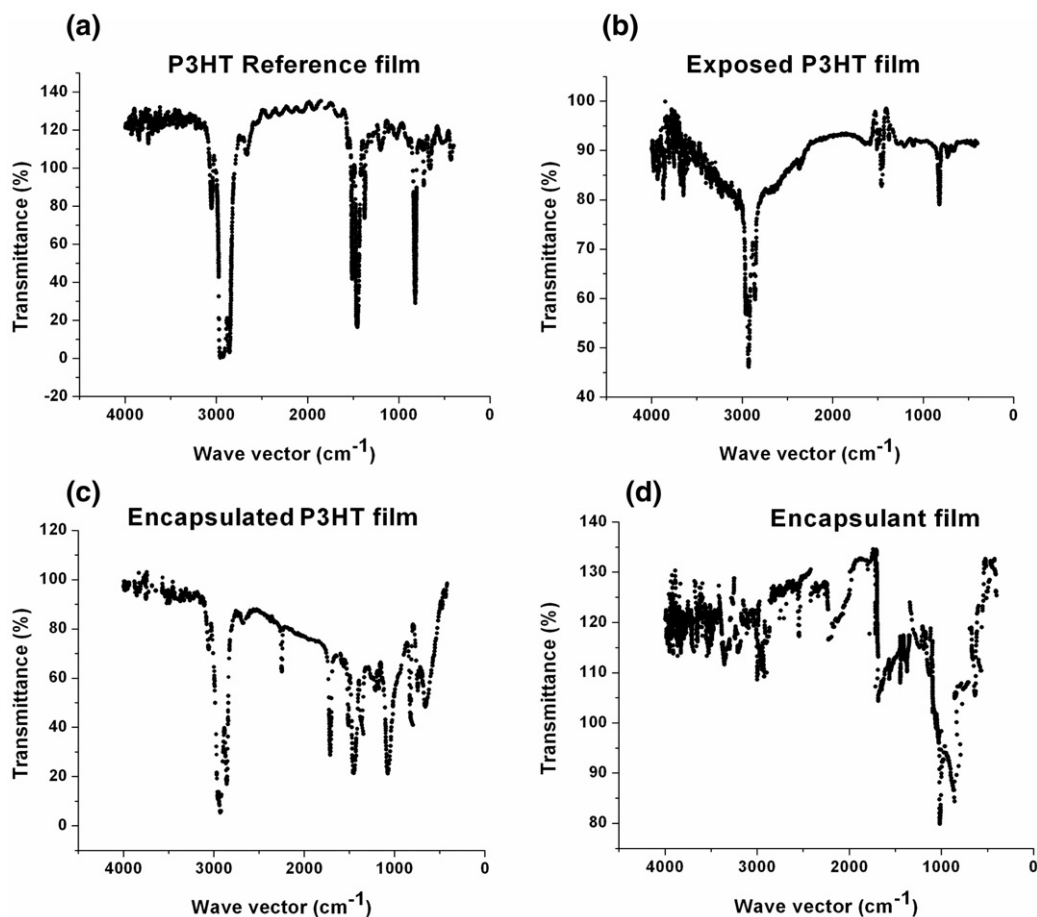 (a)
P3HT Reference film
140
120
100
80
60
40
20
0
-20
4000 3000 2000 1000 0
Transmittance (%)
Wave vector (cm⁻¹)
(b)
Exposed P3HT film
100
90
80
70
60
50
40
4000 3000 2000 1000 0
Transmittance (%)
Wave vector (cm⁻¹)
(c)
Encapsulated P3HT film
120
100
80
60
40
20
0
4000 3000 2000 1000 0
Transmittance (%)
Wave vector (cm⁻¹)
(d)
Encapsulant film
140
130
120
110
100
90
80
4000 3000 2000 1000 0
Transmittance (%)
Wave vector (cm⁻¹)